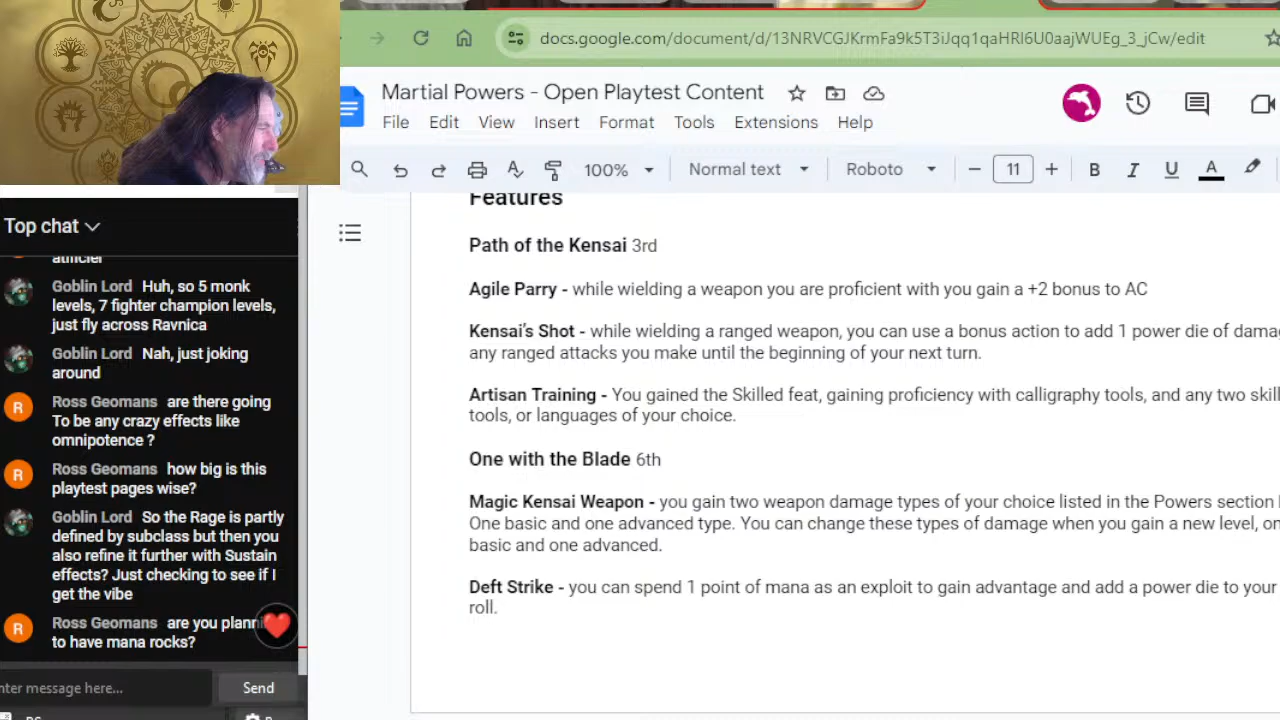 docs.google.com/document/d/13NRVCGJKrmFa9k5T3iJqq1qaHRl6U0aajWUEg_3_jCw/edit
Martial Powers - Open Playtest Content
File Edit View Insert Format Tools Extensions Help
100% Normal text Roboto - 11 + B I U A
Top chat
Goblin Lord Huh, so 5 monk
levels, 7 fighter champion levels,
just fly across Ravnica
Goblin Lord Nah, just joking
around
Ross Geomans are there going
To be any crazy effects like
omnipotence ?
Ross Geomans how big is this
playtest pages wise?
Goblin Lord So the Rage is partly
defined by subclass but then you
also refine it further with Sustain
effects? Just checking to see if I
get the vibe
Ross Geomans are you
to have mana rocks?
message here...
Send
Features
Path of the Kensai 3rd
Agile Parry - while wielding a weapon you are proficient with you gain a +2 bonus to AC
Kensai's Shot - while wielding a ranged weapon, you can use a bonus action to add 1 power die of
any ranged attacks you make until the beginning of your next turn.
Artisan Training - You gained the Skilled feat, gaining proficiency with calligraphy tools, and any two
tools, or languages of your choice.
One with the Blade 6th
Magic Kensai Weapon - you gain two weapon damage types of your choice listed in the Powers section
One basic and one advanced type. You can change these types of damage when you gain a new level,
basic and one advanced.
Deft Strike - you can spend 1 point of mana as an exploit to gain advantage and add a power die to your
roll.